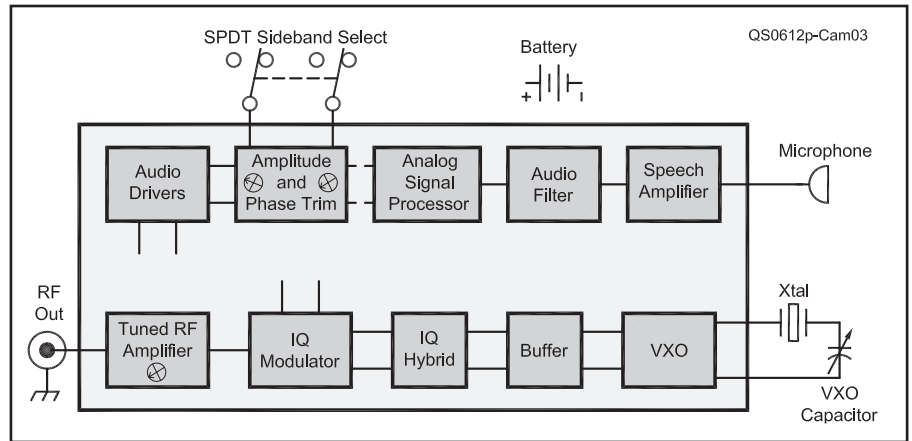 QS0612p-Cam03
SPDT Sideband Select
Battery
+
Microphone
Audio
Drivers
Amplitude
and
Phase Trim
Analog
Signal
Processor
Audio
Filter
Speech
Amplifier
RF
Out
Tuned RF
Amplifier
IQ
Modulator
IQ
Hybrid
Buffer
VXO
Xtal
VXO
Capacitor